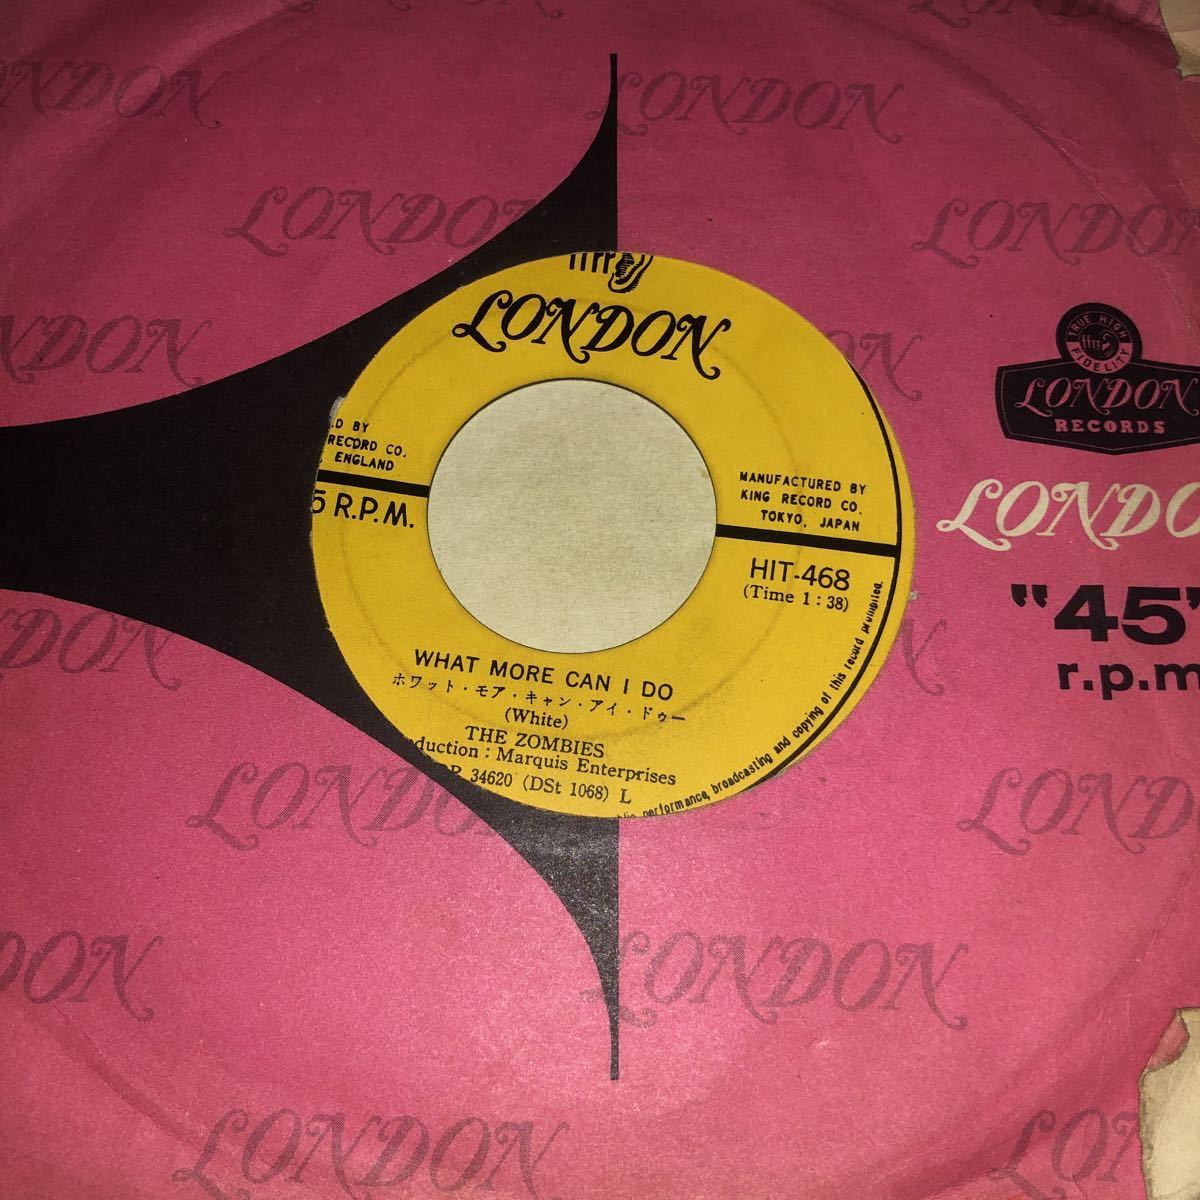 LONDON
LONDON
LONDON
LONDON
LONDON
.D BY
RECORD CO.
ENGLAND
5 R.P.M.
MANUFACTURED BY
KING RECORD CO.
TOKYO, JAPAN
HIT-468
(Time 1:38)
WHAT MORE CAN I DO
ホワット・モア・キャン・アイ・ドゥー
(White)
THE ZOMBIES
oduction : Marquis Enterprises
DR 34620 (DSt 1068) L
performance, broadcasting and copying of this record prohibited.
TRUE HIGH
FIDELITY
LONDON
RECORDS
LONDO
"45"
r.p.m
LONDON
LONDON
LONDON
LONDON